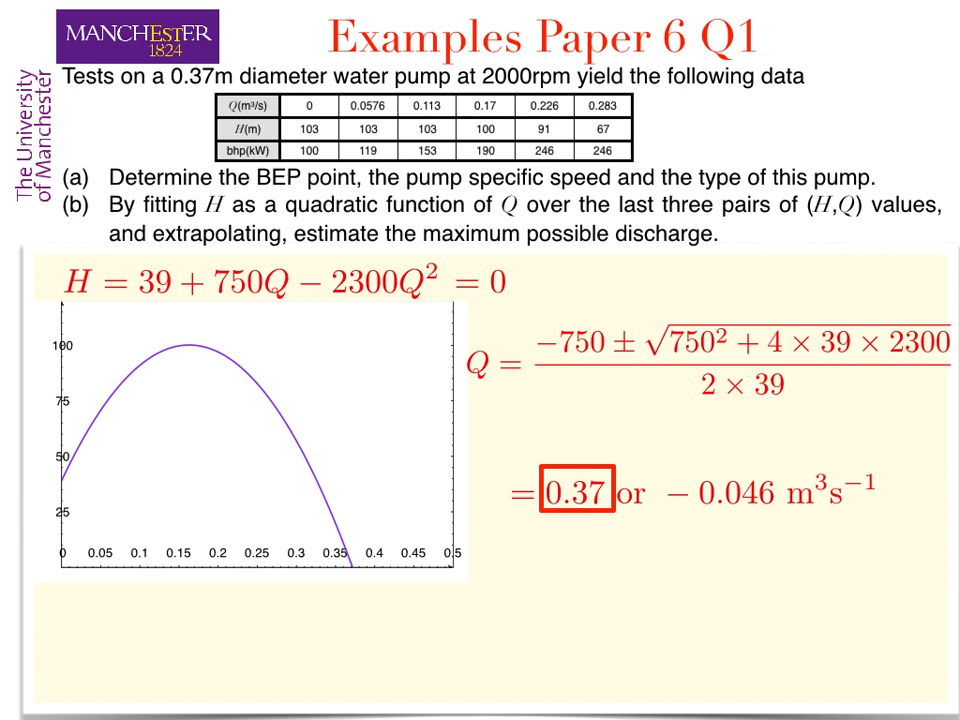 MANCHESTER
1824
The University
of Manchester
Examples Paper 6 Q1
Tests on a 0.37m diameter water pump at 2000rpm yield the following data
Q(m³/s) 0 0.0576 0.113 0.17 0.226 0.283
H(m) 103 103 103 100 91 67
bhp(kW) 100 119 153 190 246 246
(a) Determine the BEP point, the pump specific speed and the type of this pump.
(b) By fitting H as a quadratic function of Q over the last three pairs of (H,Q) values,
and extrapolating, estimate the maximum possible discharge.
H = 39 + 750Q − 2300Q² = 0
100
75
50
25
0 0.05 0.1 0.15 0.2 0.25 0.3 0.35 0.4 0.45 0.5
−750 ± √750² + 4 × 39 × 2300
Q =
2 × 39
= 0.37 or − 0.046 m³s⁻¹